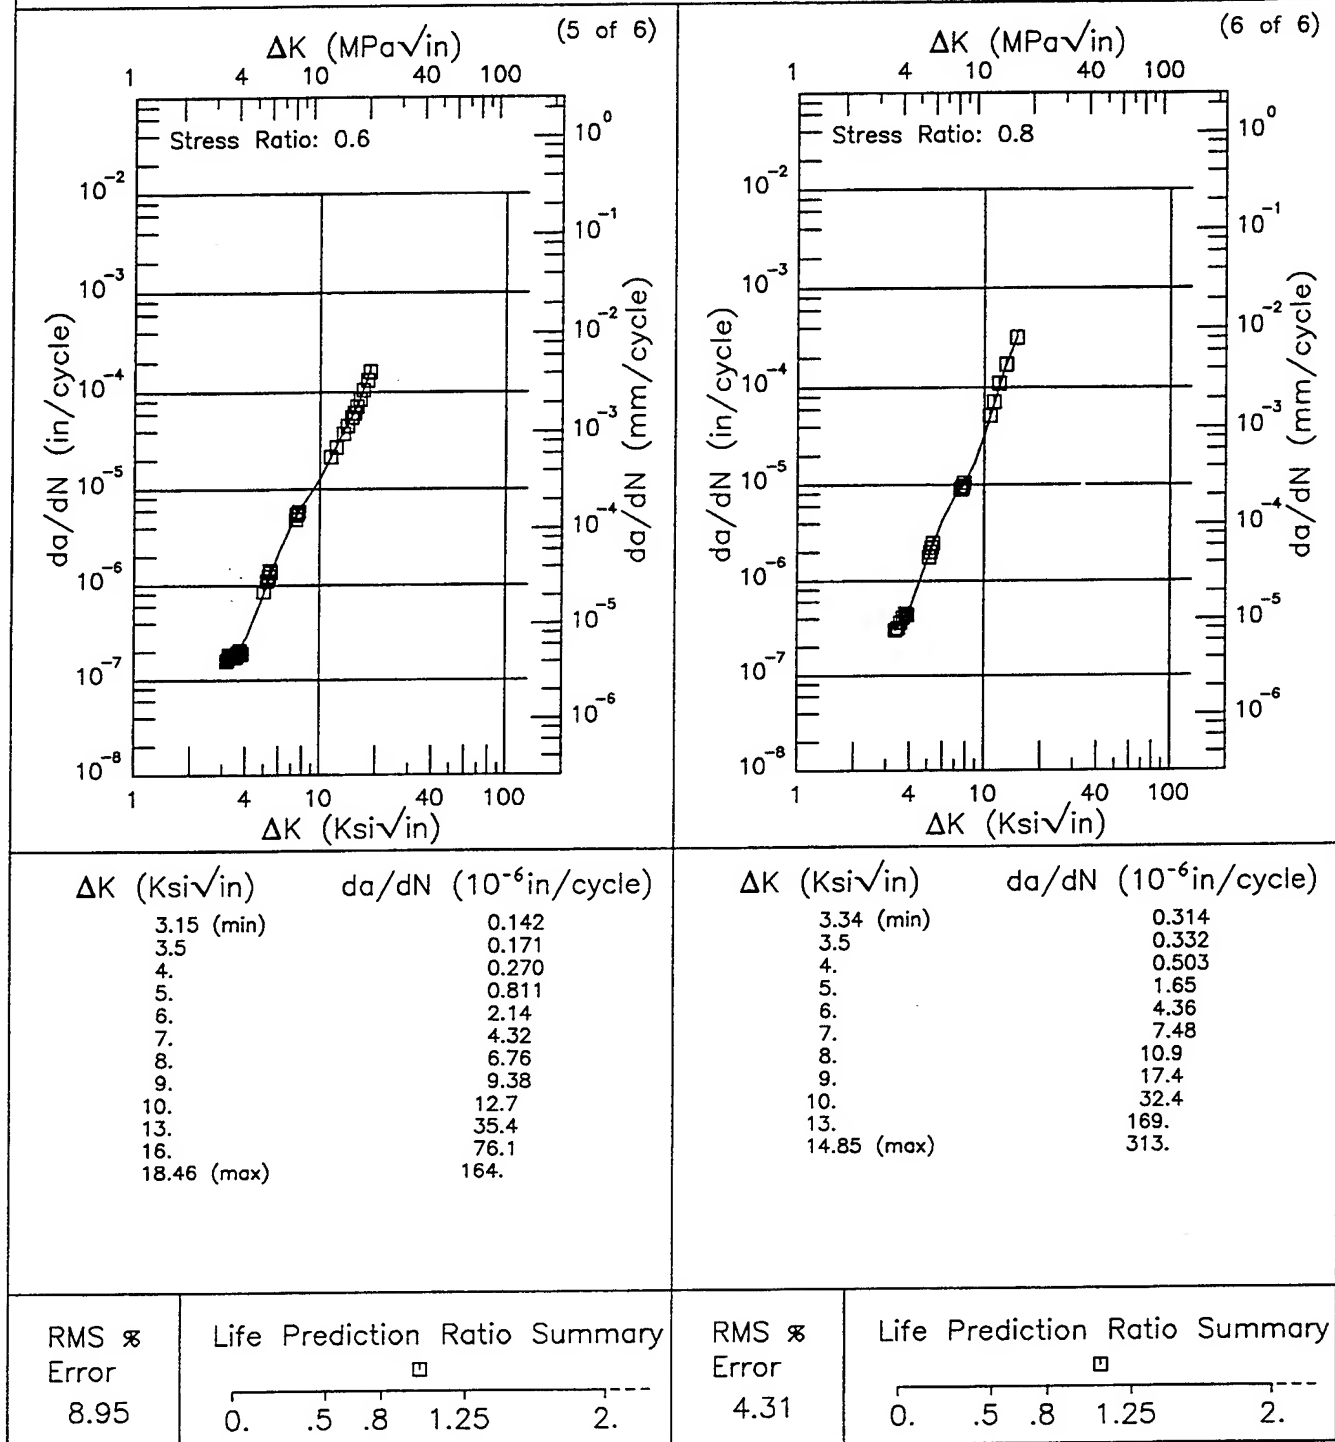 (5 of 6)
ΔK (MPa√in)
1 4 10 40 100
Stress Ratio: 0.6
10⁻²
10⁻³
10⁻⁴
10⁻⁵
10⁻⁶
10⁻⁷
10⁻⁸
da/dN (in/cycle)
10⁰
10⁻¹
10⁻²
10⁻³
10⁻⁴
10⁻⁵
10⁻⁶
da/dN (mm/cycle)
1 4 10 40 100
ΔK (Ksi√in)
ΔK (Ksi√in) da/dN (10⁻⁶in/cycle)
3.15 (min) 0.142
3.5 0.171
4. 0.270
5. 0.811
6. 2.14
7. 4.32
8. 6.76
9. 9.38
10. 12.7
13. 35.4
16. 76.1
18.46 (max) 164.
RMS %
Error
8.95
Life Prediction Ratio Summary
0. .5 .8 1.25 2.
(6 of 6)
ΔK (MPa√in)
1 4 10 40 100
Stress Ratio: 0.8
10⁻²
10⁻³
10⁻⁴
10⁻⁵
10⁻⁶
10⁻⁷
10⁻⁸
da/dN (in/cycle)
10⁰
10⁻¹
10⁻²
10⁻³
10⁻⁴
10⁻⁵
10⁻⁶
da/dN (mm/cycle)
1 4 10 40 100
ΔK (Ksi√in)
ΔK (Ksi√in) da/dN (10⁻⁶in/cycle)
3.34 (min) 0.314
3.5 0.332
4. 0.503
5. 1.65
6. 4.36
7. 7.48
8. 10.9
9. 17.4
10. 32.4
13. 169.
14.85 (max) 313.
RMS %
Error
4.31
Life Prediction Ratio Summary
0. .5 .8 1.25 2.